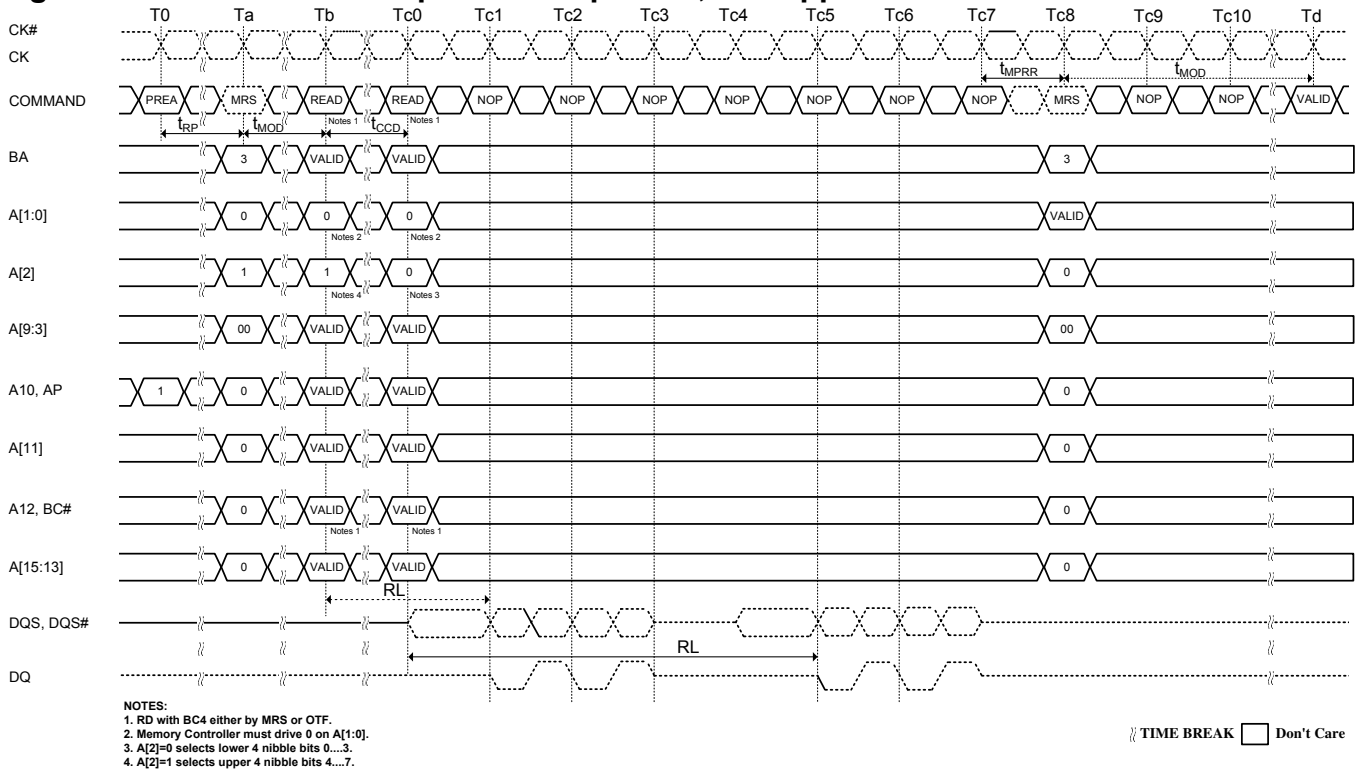 T0 Ta Tb Tc0 Tc1 Tc2 Tc3 Tc4 Tc5 Tc6 Tc7 Tc8 Tc9 Tc10 Td
CK#
CK
tMPRR tMOD
COMMAND PREA MRS READ READ NOP NOP NOP NOP NOP NOP NOP MRS NOP NOP VALID
Notes 1 Notes 1
tRP tMOD tCCD
BA 3 VALID VALID 3
A[1:0] 0 0 0 VALID
Notes 2 Notes 2
A[2] 1 1 0 0
Notes 4 Notes 3
A[9:3] 00 VALID VALID 00
A10, AP 1 0 VALID VALID 0
A[11] 0 VALID VALID 0
A12, BC# 0 VALID VALID 0
Notes 1 Notes 1
A[15:13] 0 VALID VALID 0
RL
DQS, DQS#
RL
DQ
NOTES:
1. RD with BC4 either by MRS or OTF.
2. Memory Controller must drive 0 on A[1:0].
3. A[2]=0 selects lower 4 nibble bits 0....3.
4. A[2]=1 selects upper 4 nibble bits 4....7.
TIME BREAK Don't Care